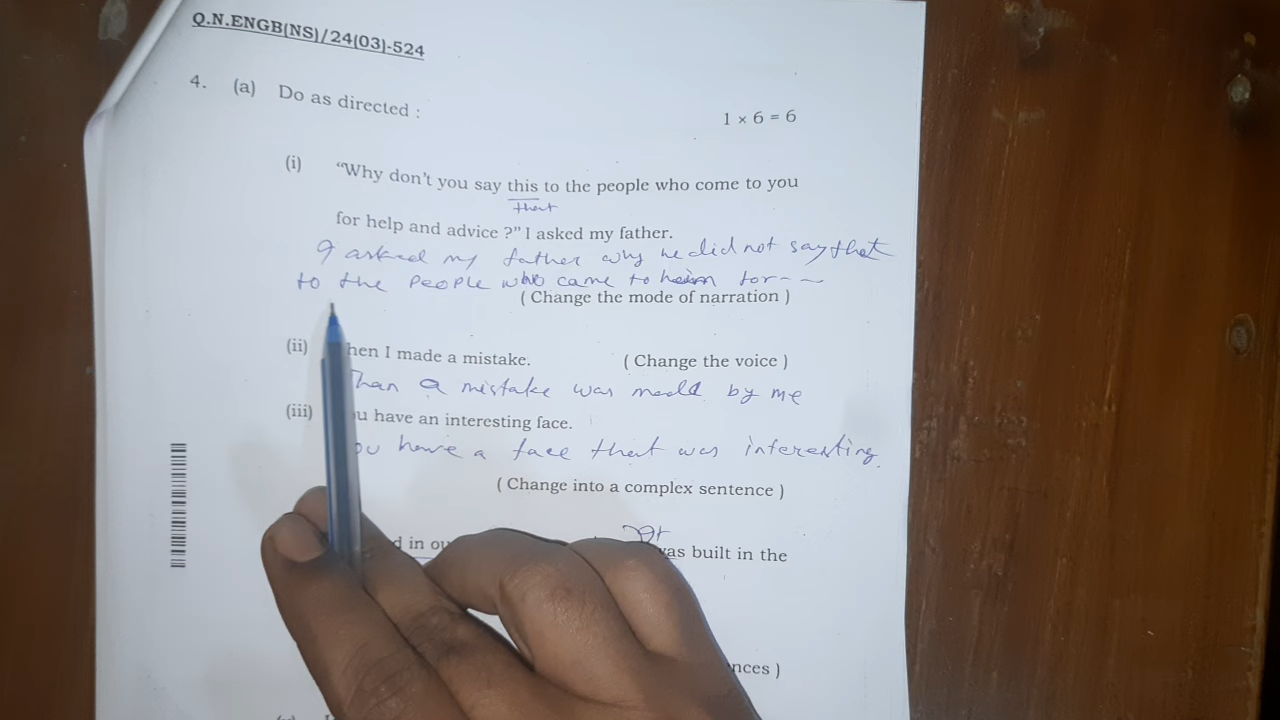 Q.N.ENGB(NS)/24(03)-524
4. (a) Do as directed : 1 × 6 = 6
(i) "Why don't you say this to the people who come to you
that
for help and advice ?" I asked my father.
I asked my father why he did not say that
to the people who came to him for
( Change the mode of narration )
(ii) hen I made a mistake. ( Change the voice )
a mistake was made by me
(iii) u have an interesting face.
ou have a face that was interesting.
( Change into a complex sentence )
It
d in ou was built in the
nces )